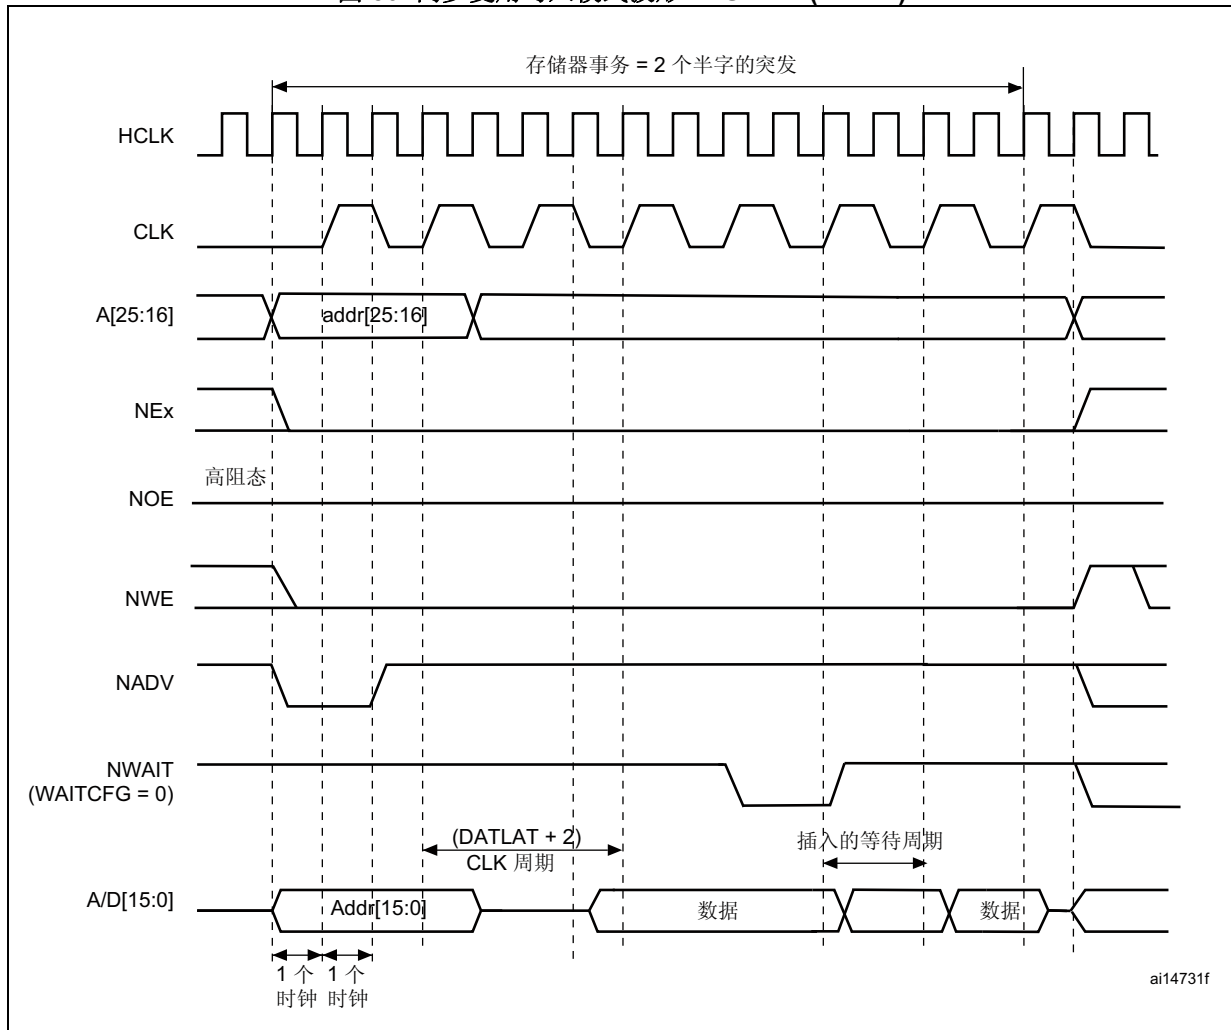 存储器事务 = 2 个半字的突发
HCLK
CLK
A[25:16]
addr[25:16]
NEx
高阻态
NOE
NWE
NADV
NWAIT
(WAITCFG = 0)
(DATLAT + 2)
CLK 周期
插入的等待周期
A/D[15:0]
Addr[15:0]
数据
数据
1 个
时钟
1 个
时钟
ai14731f